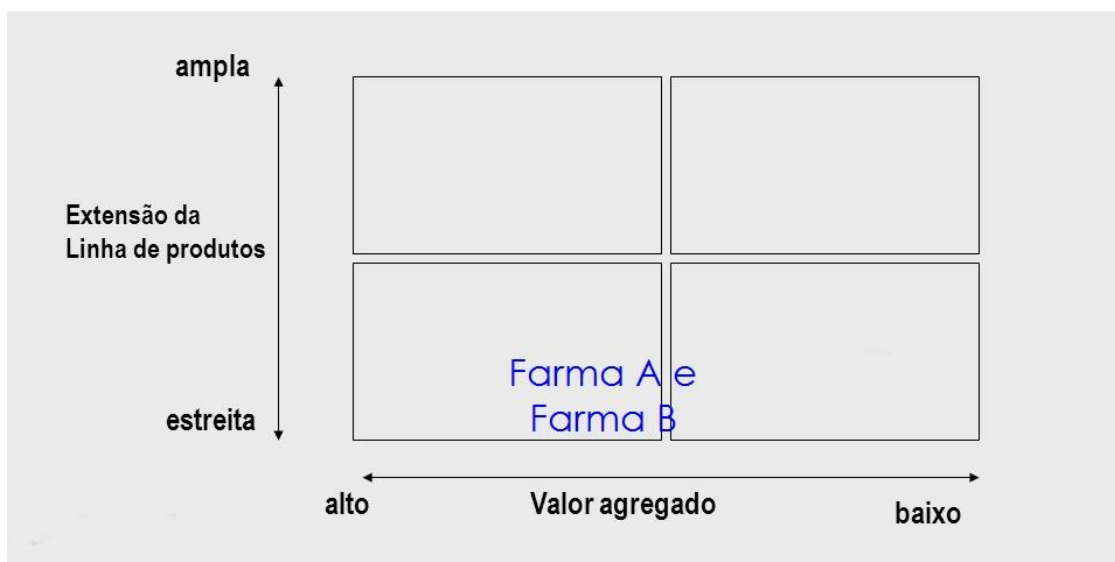 ampla
Extensão da
Linha de produtos
Farma A e
Farma B
estreita
alto
Valor agregado
baixo